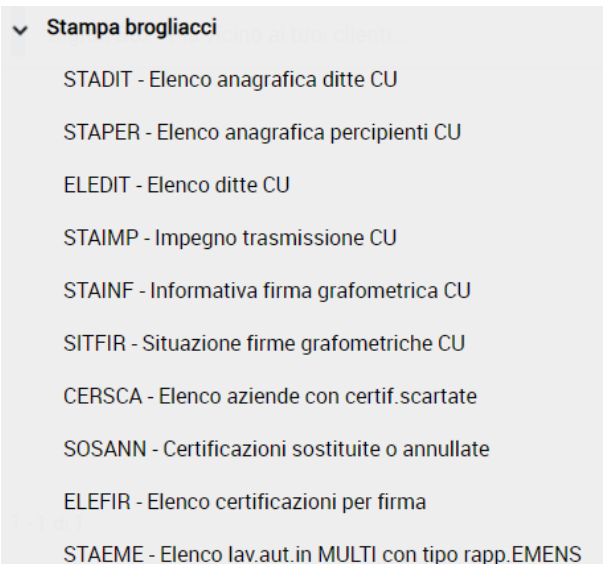 Stampa brogliacci
STADIT - Elenco anagrafica ditte CU
STAPER - Elenco anagrafica percipienti CU
ELEDIT - Elenco ditte CU
STAIMP - Impegno trasmissione CU
STAINF - Informativa firma grafometrica CU
SITFIR - Situazione firme grafometriche CU
CERSCA - Elenco aziende con certif.scartate
SOSANN - Certificazioni sostituite o annullate
ELEFIR - Elenco certificazioni per firma
STAEME - Elenco lav.aut.in MULTI con tipo rapp.EMENS